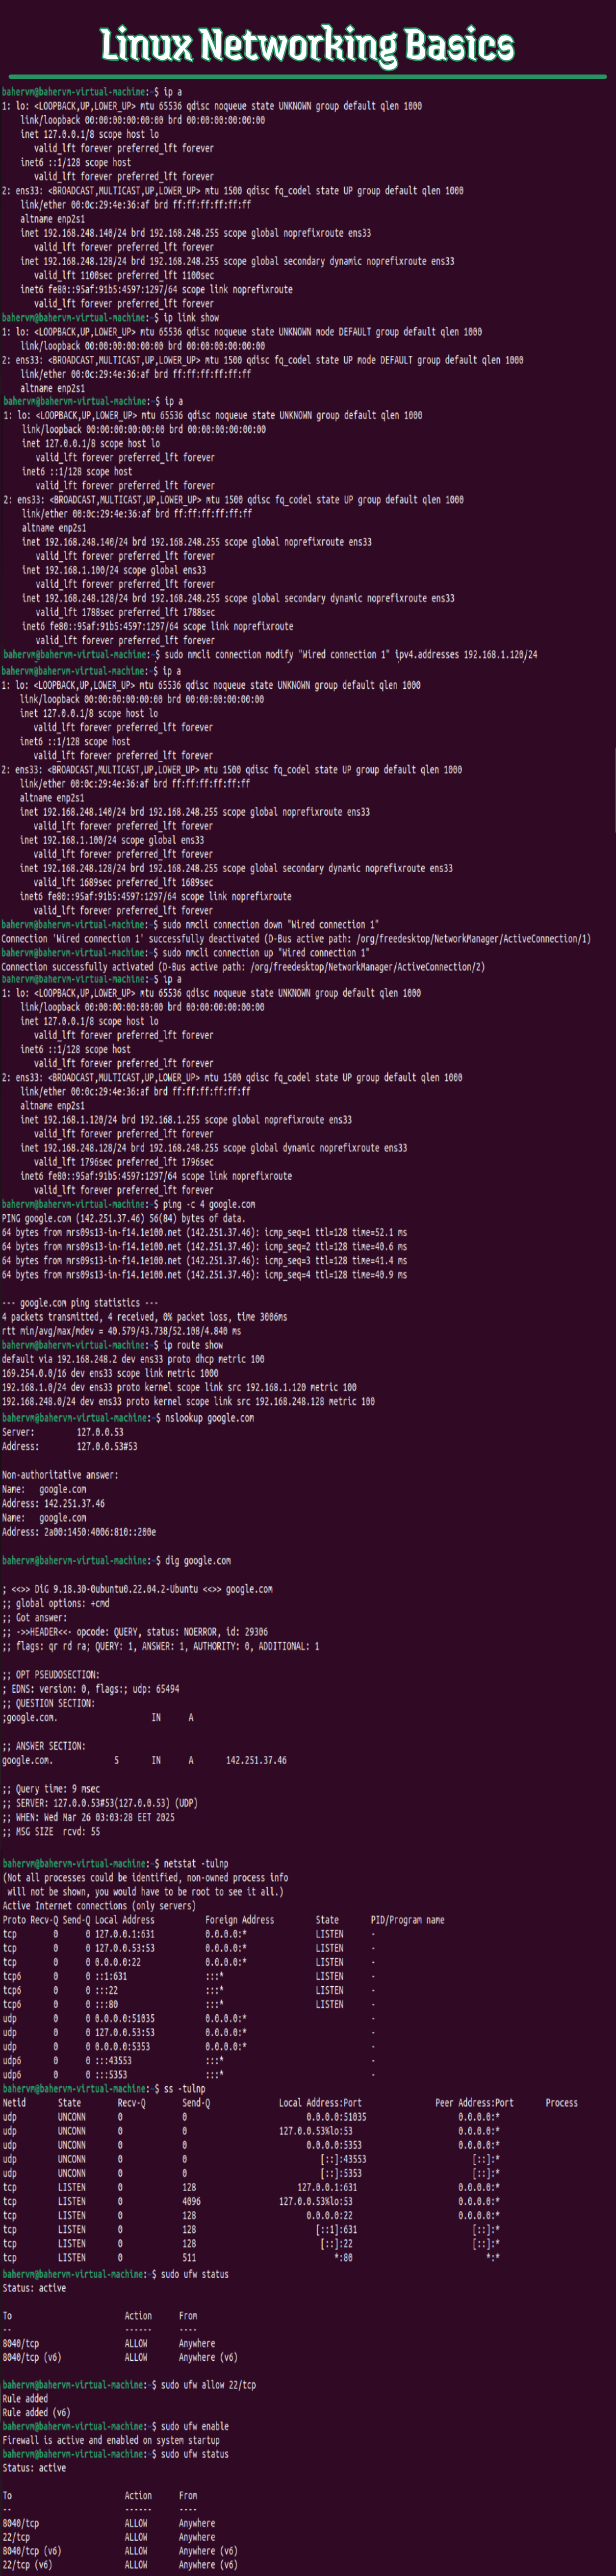 Linux Networking Basics
bahervm@bahervm-virtual-machine:~$ ip a
1: lo: <LOOPBACK,UP,LOWER_UP> mtu 65536 qdisc noqueue state UNKNOWN group default qlen 1000
link/loopback 00:00:00:00:00:00 brd 00:00:00:00:00:00
inet 127.0.0.1/8 scope host lo
valid_lft forever preferred_lft forever
inet6 ::1/128 scope host
valid_lft forever preferred_lft forever
2: ens33: <BROADCAST,MULTICAST,UP,LOWER_UP> mtu 1500 qdisc fq_codel state UP group default qlen 1000
link/ether 00:0c:29:4e:36:af brd ff:ff:ff:ff:ff:ff
altname enp2s1
inet 192.168.248.140/24 brd 192.168.248.255 scope global noprefixroute ens33
valid_lft forever preferred_lft forever
inet 192.168.248.128/24 brd 192.168.248.255 scope global secondary dynamic noprefixroute ens33
valid_lft 1100sec preferred_lft 1100sec
inet6 fe80::95af:91b5:4597:1297/64 scope link noprefixroute
valid_lft forever preferred_lft forever
bahervm@bahervm-virtual-machine:~$ ip link show
1: lo: <LOOPBACK,UP,LOWER_UP> mtu 65536 qdisc noqueue state UNKNOWN mode DEFAULT group default qlen 1000
link/loopback 00:00:00:00:00:00 brd 00:00:00:00:00:00
2: ens33: <BROADCAST,MULTICAST,UP,LOWER_UP> mtu 1500 qdisc fq_codel state UP mode DEFAULT group default qlen 1000
link/ether 00:0c:29:4e:36:af brd ff:ff:ff:ff:ff:ff
altname enp2s1
bahervm@bahervm-virtual-machine:~$ ip a
1: lo: <LOOPBACK,UP,LOWER_UP> mtu 65536 qdisc noqueue state UNKNOWN group default qlen 1000
link/loopback 00:00:00:00:00:00 brd 00:00:00:00:00:00
inet 127.0.0.1/8 scope host lo
valid_lft forever preferred_lft forever
inet6 ::1/128 scope host
valid_lft forever preferred_lft forever
2: ens33: <BROADCAST,MULTICAST,UP,LOWER_UP> mtu 1500 qdisc fq_codel state UP group default qlen 1000
link/ether 00:0c:29:4e:36:af brd ff:ff:ff:ff:ff:ff
altname enp2s1
inet 192.168.248.140/24 brd 192.168.248.255 scope global noprefixroute ens33
valid_lft forever preferred_lft forever
inet 192.168.1.100/24 scope global ens33
valid_lft forever preferred_lft forever
inet 192.168.248.128/24 brd 192.168.248.255 scope global secondary dynamic noprefixroute ens33
valid_lft 1788sec preferred_lft 1788sec
inet6 fe80::95af:91b5:4597:1297/64 scope link noprefixroute
valid_lft forever preferred_lft forever
bahervm@bahervm-virtual-machine:~$ sudo nmcli connection modify "Wired connection 1" ipv4.addresses 192.168.1.120/24
bahervm@bahervm-virtual-machine:~$ ip a
1: lo: <LOOPBACK,UP,LOWER_UP> mtu 65536 qdisc noqueue state UNKNOWN group default qlen 1000
link/loopback 00:00:00:00:00:00 brd 00:00:00:00:00:00
inet 127.0.0.1/8 scope host lo
valid_lft forever preferred_lft forever
inet6 ::1/128 scope host
valid_lft forever preferred_lft forever
2: ens33: <BROADCAST,MULTICAST,UP,LOWER_UP> mtu 1500 qdisc fq_codel state UP group default qlen 1000
link/ether 00:0c:29:4e:36:af brd ff:ff:ff:ff:ff:ff
altname enp2s1
inet 192.168.248.140/24 brd 192.168.248.255 scope global noprefixroute ens33
valid_lft forever preferred_lft forever
inet 192.168.1.100/24 scope global ens33
valid_lft forever preferred_lft forever
inet 192.168.248.128/24 brd 192.168.248.255 scope global secondary dynamic noprefixroute ens33
valid_lft 1689sec preferred_lft 1689sec
inet6 fe80::95af:91b5:4597:1297/64 scope link noprefixroute
valid_lft forever preferred_lft forever
bahervm@bahervm-virtual-machine:~$ sudo nmcli connection down "Wired connection 1"
Connection 'Wired connection 1' successfully deactivated (D-Bus active path: /org/freedesktop/NetworkManager/ActiveConnection/1)
bahervm@bahervm-virtual-machine:~$ sudo nmcli connection up "Wired connection 1"
Connection successfully activated (D-Bus active path: /org/freedesktop/NetworkManager/ActiveConnection/2)
bahervm@bahervm-virtual-machine:~$ ip a
1: lo: <LOOPBACK,UP,LOWER_UP> mtu 65536 qdisc noqueue state UNKNOWN group default qlen 1000
link/loopback 00:00:00:00:00:00 brd 00:00:00:00:00:00
inet 127.0.0.1/8 scope host lo
valid_lft forever preferred_lft forever
inet6 ::1/128 scope host
valid_lft forever preferred_lft forever
2: ens33: <BROADCAST,MULTICAST,UP,LOWER_UP> mtu 1500 qdisc fq_codel state UP group default qlen 1000
link/ether 00:0c:29:4e:36:af brd ff:ff:ff:ff:ff:ff
altname enp2s1
inet 192.168.1.120/24 brd 192.168.1.255 scope global noprefixroute ens33
valid_lft forever preferred_lft forever
inet 192.168.248.128/24 brd 192.168.248.255 scope global dynamic noprefixroute ens33
valid_lft 1796sec preferred_lft 1796sec
inet6 fe80::95af:91b5:4597:1297/64 scope link noprefixroute
valid_lft forever preferred_lft forever
bahervm@bahervm-virtual-machine:~$ ping -c 4 google.com
PING google.com (142.251.37.46) 56(84) bytes of data.
64 bytes from mrs09s13-in-f14.1e100.net (142.251.37.46): icmp_seq=1 ttl=128 time=52.1 ms
64 bytes from mrs09s13-in-f14.1e100.net (142.251.37.46): icmp_seq=2 ttl=128 time=40.6 ms
64 bytes from mrs09s13-in-f14.1e100.net (142.251.37.46): icmp_seq=3 ttl=128 time=41.4 ms
64 bytes from mrs09s13-in-f14.1e100.net (142.251.37.46): icmp_seq=4 ttl=128 time=40.9 ms
--- google.com ping statistics ---
4 packets transmitted, 4 received, 0% packet loss, time 3006ms
rtt min/avg/max/mdev = 40.579/43.738/52.108/4.840 ms
bahervm@bahervm-virtual-machine:~$ ip route show
default via 192.168.248.2 dev ens33 proto dhcp metric 100
169.254.0.0/16 dev ens33 scope link metric 1000
192.168.1.0/24 dev ens33 proto kernel scope link src 192.168.1.120 metric 100
192.168.248.0/24 dev ens33 proto kernel scope link src 192.168.248.128 metric 100
bahervm@bahervm-virtual-machine:~$ nslookup google.com
Server: 127.0.0.53
Address: 127.0.0.53#53
Non-authoritative answer:
Name: google.com
Address: 142.251.37.46
Name: google.com
Address: 2a00:1450:4006:810::200e
bahervm@bahervm-virtual-machine:~$ dig google.com
; <<>> DiG 9.18.30-0ubuntu0.22.04.2-Ubuntu <<>> google.com
;; global options: +cmd
;; Got answer:
;; ->>HEADER<<- opcode: QUERY, status: NOERROR, id: 29306
;; flags: qr rd ra; QUERY: 1, ANSWER: 1, AUTHORITY: 0, ADDITIONAL: 1
;; OPT PSEUDOSECTION:
; EDNS: version: 0, flags:; udp: 65494
;; QUESTION SECTION:
;google.com. IN A
;; ANSWER SECTION:
google.com. 5 IN A 142.251.37.46
;; Query time: 9 msec
;; SERVER: 127.0.0.53#53(127.0.0.53) (UDP)
;; WHEN: Wed Mar 26 03:03:28 EET 2025
;; MSG SIZE rcvd: 55
bahervm@bahervm-virtual-machine:~$ netstat -tulnp
(Not all processes could be identified, non-owned process info
will not be shown, you would have to be root to see it all.)
Active Internet connections (only servers)
Proto Recv-Q Send-Q Local Address Foreign Address State PID/Program name
tcp 0 0 127.0.0.1:631 0.0.0.0:* LISTEN -
tcp 0 0 127.0.0.53:53 0.0.0.0:* LISTEN -
tcp 0 0 0.0.0.0:22 0.0.0.0:* LISTEN -
tcp6 0 0 ::1:631 :::* LISTEN -
tcp6 0 0 :::22 :::* LISTEN -
tcp6 0 0 :::80 :::* LISTEN -
udp 0 0 0.0.0.0:51035 0.0.0.0:* -
udp 0 0 127.0.0.53:53 0.0.0.0:* -
udp 0 0 0.0.0.0:5353 0.0.0.0:* -
udp6 0 0 :::43553 :::* -
udp6 0 0 :::5353 :::* -
bahervm@bahervm-virtual-machine:~$ ss -tulnp
Netid State Recv-Q Send-Q Local Address:Port Peer Address:Port Process
udp UNCONN 0 0 0.0.0.0:51035 0.0.0.0:*
udp UNCONN 0 0 127.0.0.53%lo:53 0.0.0.0:*
udp UNCONN 0 0 0.0.0.0:5353 0.0.0.0:*
udp UNCONN 0 0 [::]:43553 [::]:*
udp UNCONN 0 0 [::]:5353 [::]:*
tcp LISTEN 0 128 127.0.0.1:631 0.0.0.0:*
tcp LISTEN 0 4096 127.0.0.53%lo:53 0.0.0.0:*
tcp LISTEN 0 128 0.0.0.0:22 0.0.0.0:*
tcp LISTEN 0 128 [::1]:631 [::]:*
tcp LISTEN 0 128 [::]:22 [::]:*
tcp LISTEN 0 511 *:80 *:*
bahervm@bahervm-virtual-machine:~$ sudo ufw status
Status: active
To Action From
-- ------ ----
8040/tcp ALLOW Anywhere
8040/tcp (v6) ALLOW Anywhere (v6)
bahervm@bahervm-virtual-machine:~$ sudo ufw allow 22/tcp
Rule added
Rule added (v6)
bahervm@bahervm-virtual-machine:~$ sudo ufw enable
Firewall is active and enabled on system startup
bahervm@bahervm-virtual-machine:~$ sudo ufw status
Status: active
To Action From
-- ------ ----
8040/tcp ALLOW Anywhere
22/tcp ALLOW Anywhere
8040/tcp (v6) ALLOW Anywhere (v6)
22/tcp (v6) ALLOW Anywhere (v6)